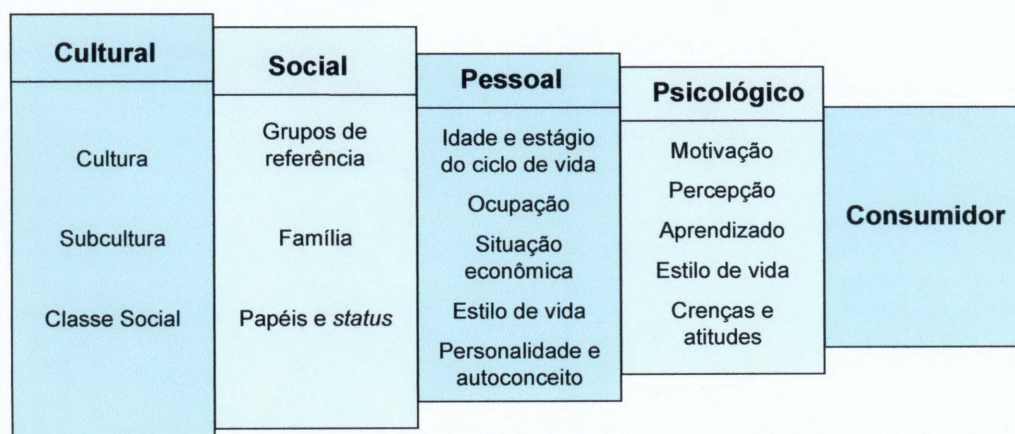 Cultural
Cultura
Subcultura
Classe Social
Social
Grupos de
referência
Família
Papéis e status
Pessoal
Idade e estágio
do ciclo de vida
Ocupação
Situação
econômica
Estilo de vida
Personalidade e
autoconceito
Psicológico
Motivação
Percepção
Aprendizado
Estilo de vida
Crenças e
atitudes
Consumidor